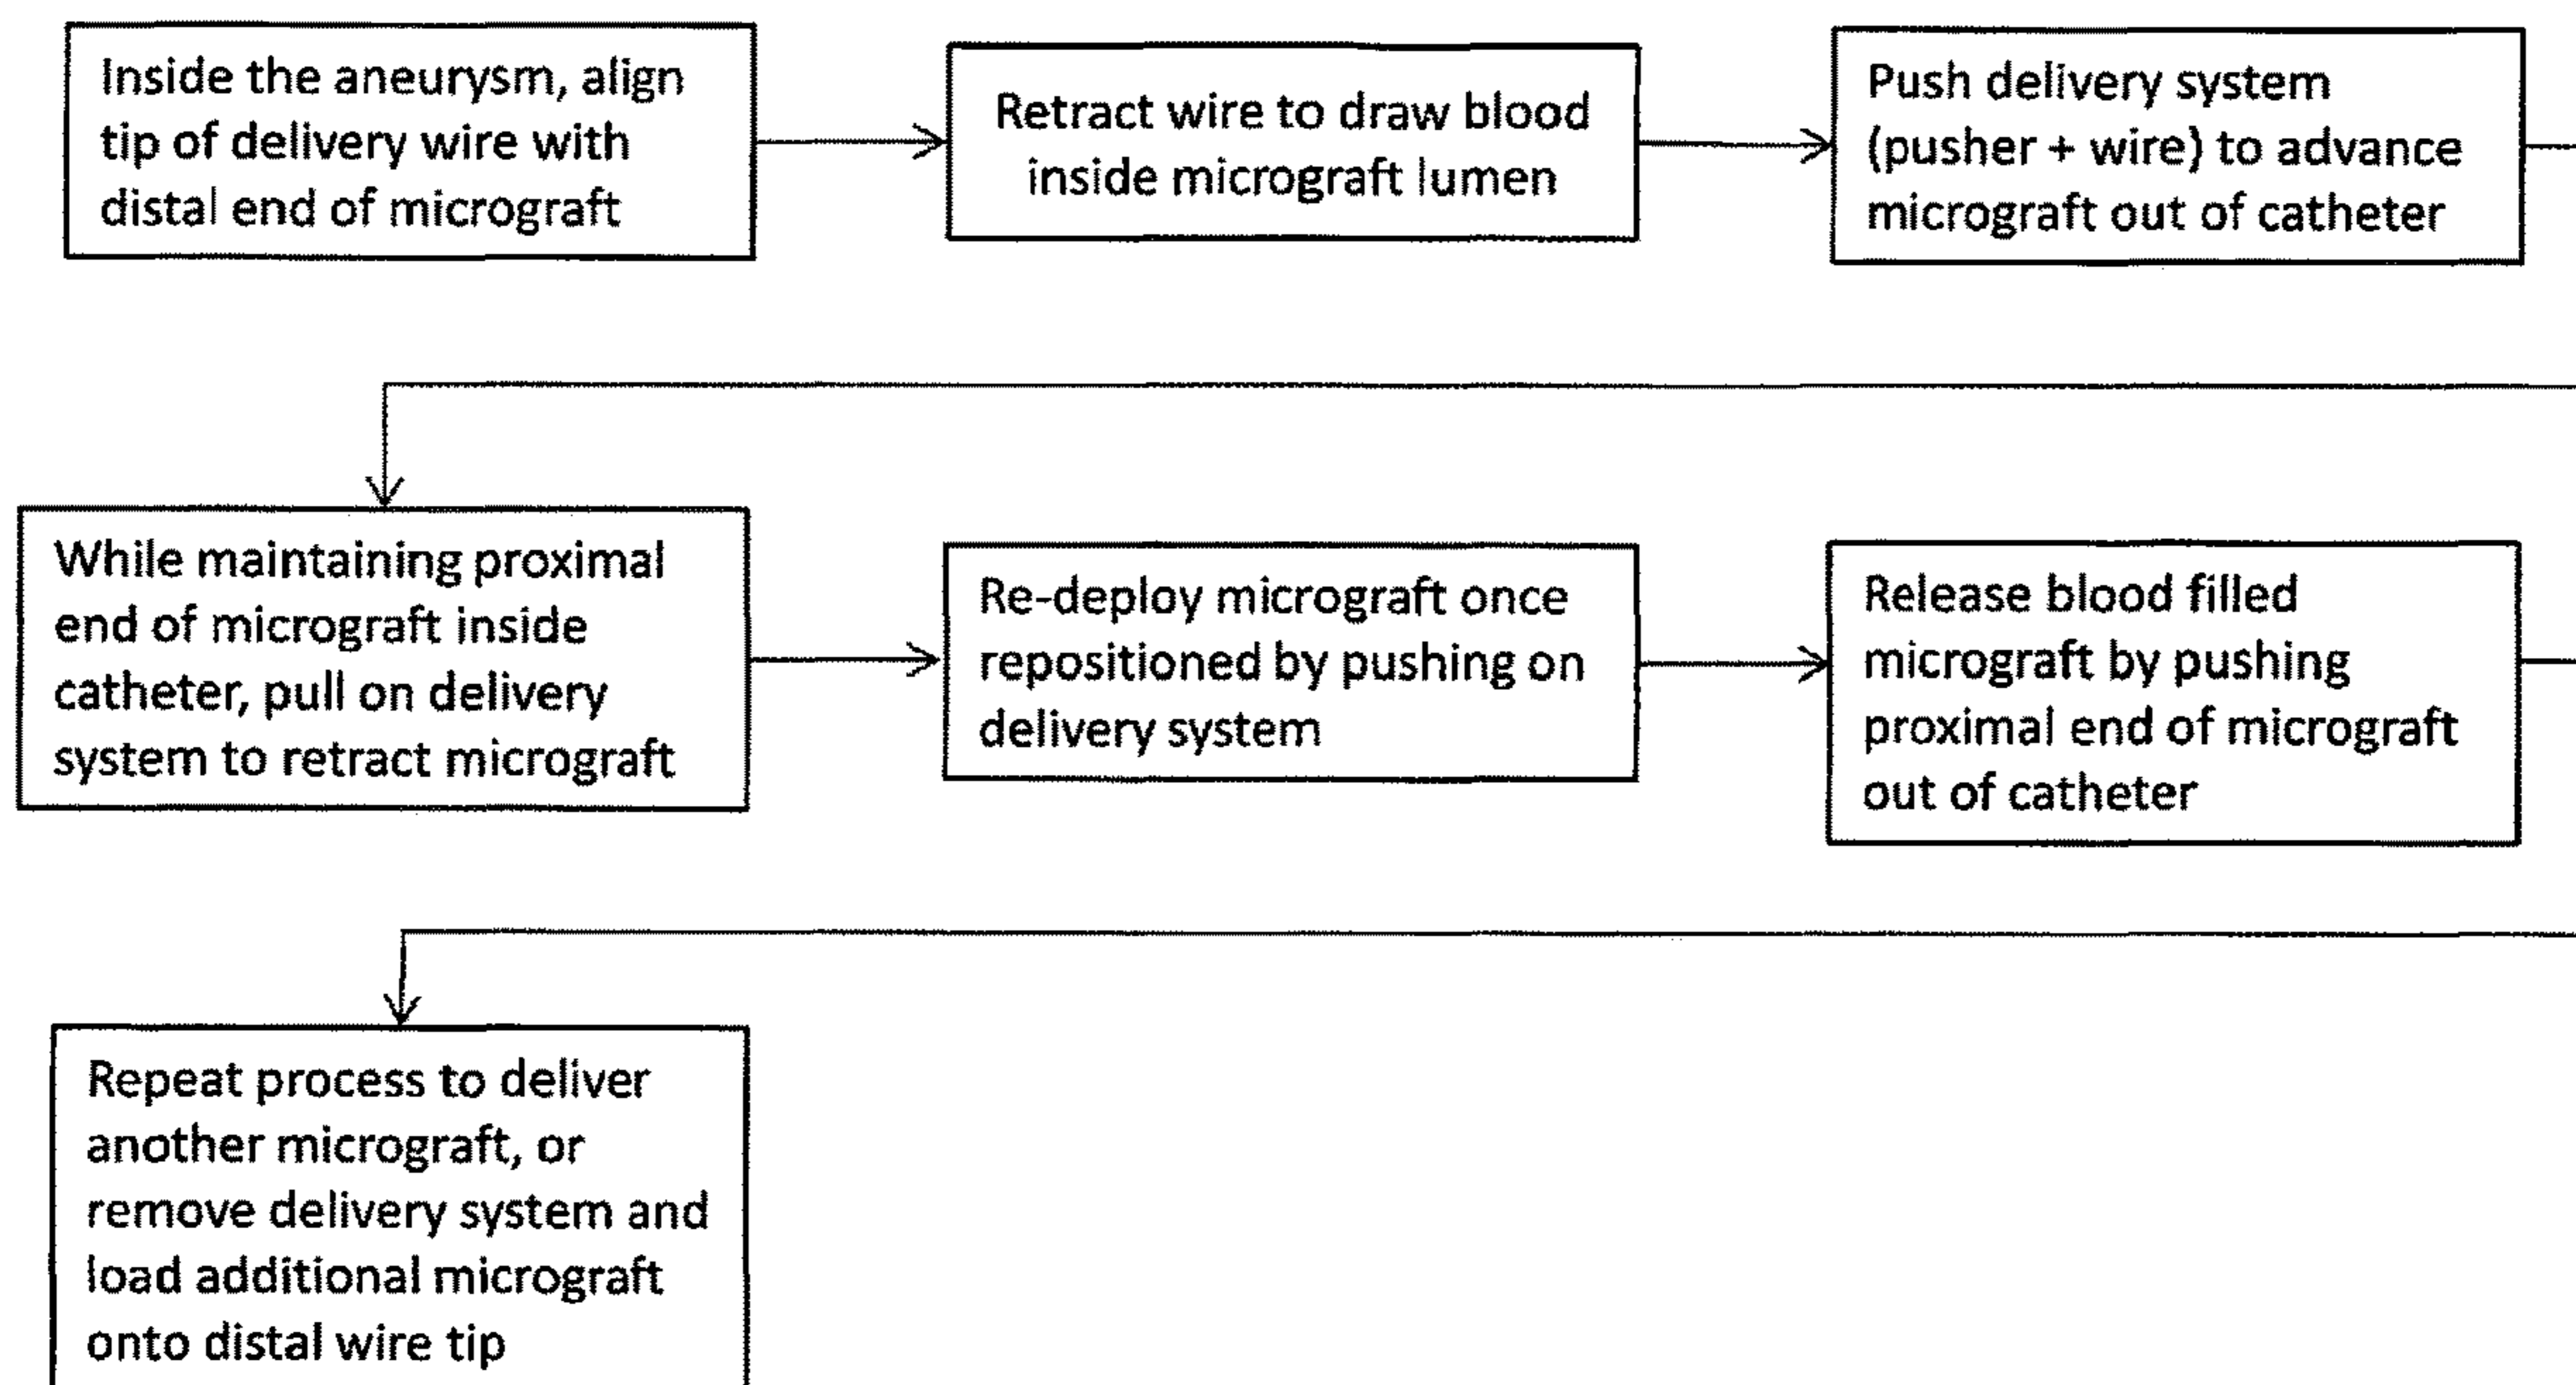 Inside the aneurysm, align
tip of delivery wire with
distal end of micrograft
Retract wire to draw blood
inside micrograft lumen
Push delivery system
(pusher + wire) to advance
micrograft out of catheter
While maintaining proximal
end of micrograft inside
catheter, pull on delivery
system to retract micrograft
Re-deploy micrograft once
repositioned by pushing on
delivery system
Release blood filled
micrograft by pushing
proximal end of micrograft
out of catheter
Repeat process to deliver
another micrograft, or
remove delivery system and
load additional micrograft
onto distal wire tip